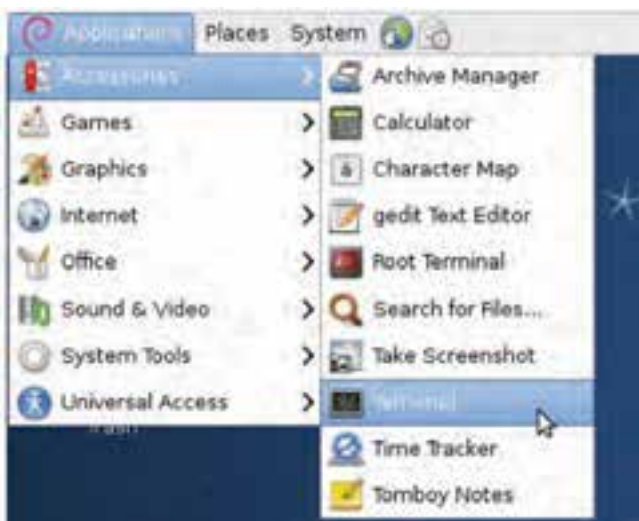 Applications Places System
Accessories
Games
Graphics
Internet
Office
Sound & Video
System Tools
Universal Access
Archive Manager
Calculator
Character Map
ä
gedit Text Editor
Root Terminal
Search for Files...
Take Screenshot
Terminal
Time Tracker
Tomboy Notes
Trash